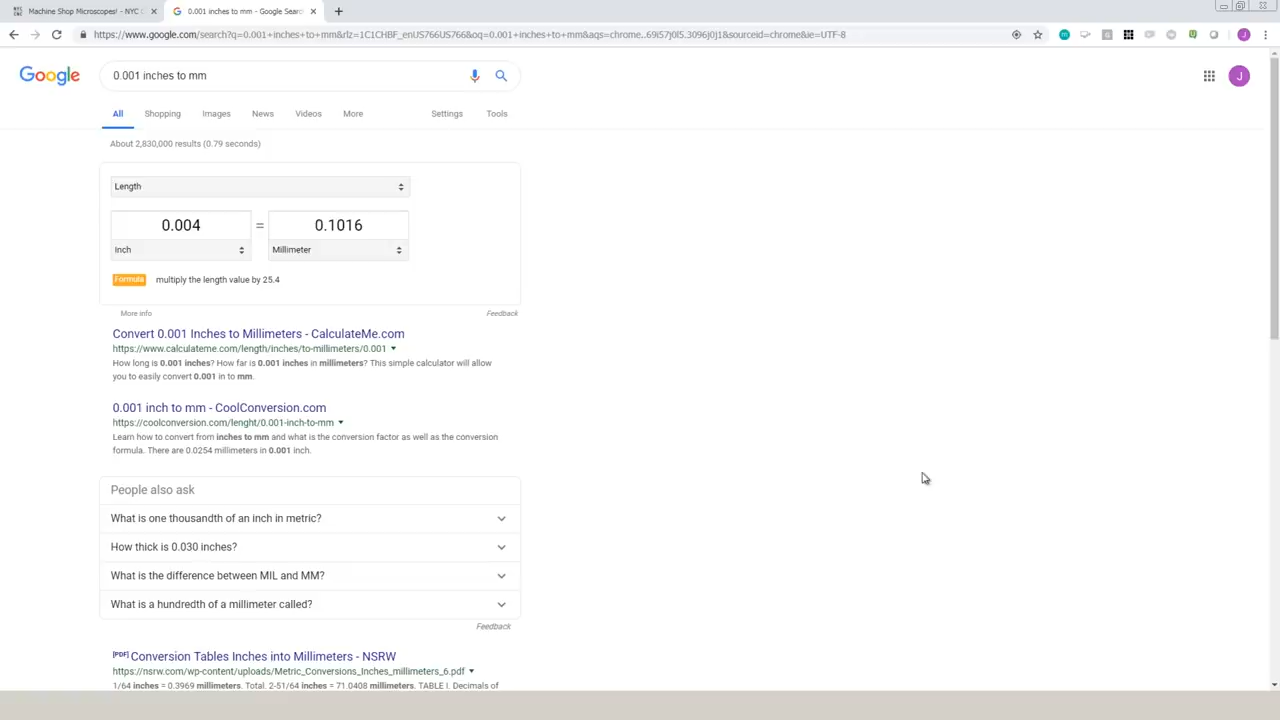 Machine Shop Microscopes! - NYC
0.001 inches to mm - Google Sear
https://www.google.com/search?q=0.001+inches+to+mm&rlz=1C1CHBF_enUS766US766&oq=0.001+inches+to+mm&aqs=chrome..69i57j0l5.3096j0j1&sourceid=chrome&ie=UTF-8
J
Google
0.001 inches to mm
J
All Shopping Images News Videos More Settings Tools
About 2,830,000 results (0.79 seconds)
Length
0.004 = 0.1016
Inch Millimeter
Formula multiply the length value by 25.4
More info Feedback
Convert 0.001 Inches to Millimeters - CalculateMe.com
https://www.calculateme.com/length/inches/to-millimeters/0.001
How long is 0.001 inches? How far is 0.001 inches in millimeters? This simple calculator will allow
you to easily convert 0.001 in to mm.
0.001 inch to mm - CoolConversion.com
https://coolconversion.com/lenght/0.001-inch-to-mm
Learn how to convert from inches to mm and what is the conversion factor as well as the conversion
formula. There are 0.0254 millimeters in 0.001 inch.
People also ask
What is one thousandth of an inch in metric?
How thick is 0.030 inches?
What is the difference between MIL and MM?
What is a hundredth of a millimeter called?
Feedback
[PDF] Conversion Tables Inches into Millimeters - NSRW
https://nsrw.com/wp-content/uploads/Metric_Conversions_Inches_millimeters_6.pdf
1/64 inches = 0.3969 millimeters. Total. 2-51/64 inches = 71.0408 millimeters. TABLE I. Decimals of